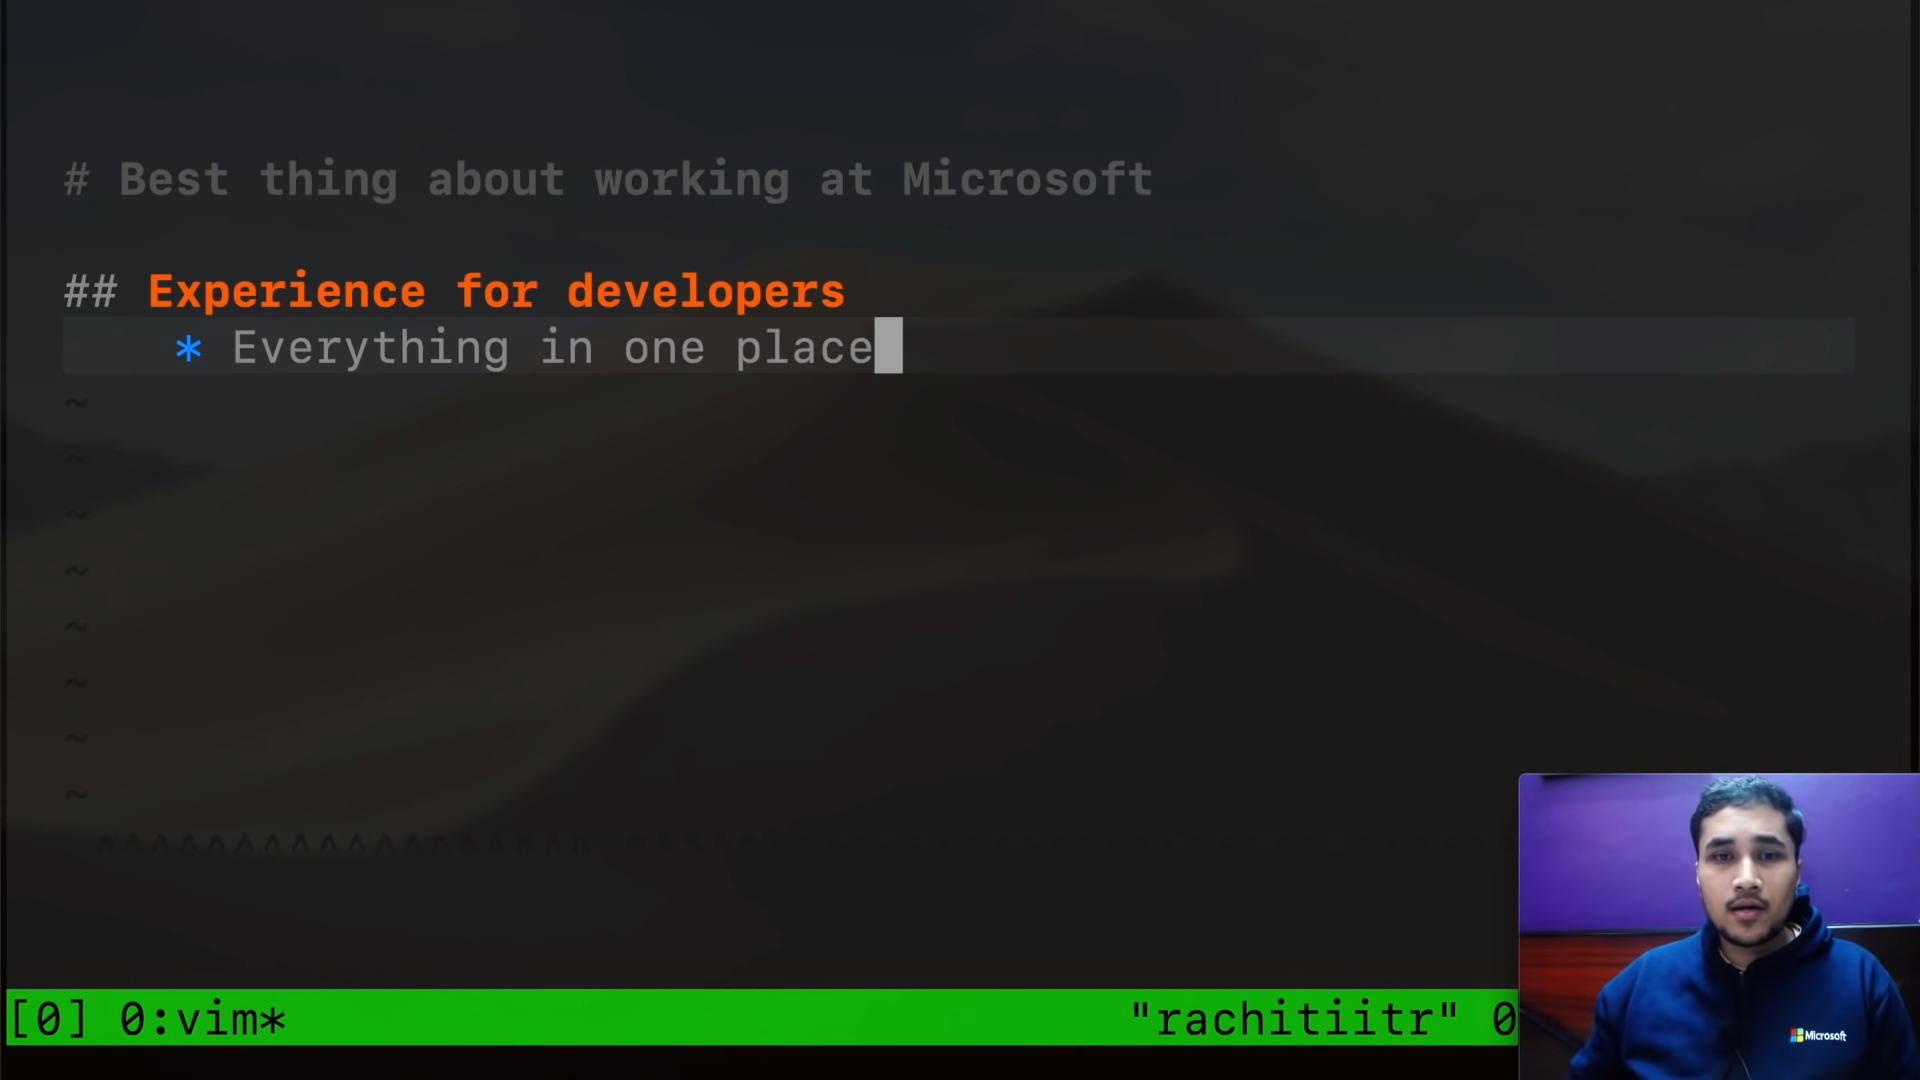 # Best thing about working at Microsoft
## Experience for developers
* Everything in one place
~
~
~
~
~
~
~
~
[0] 0:vim* "rachitiitr" 0
Microsoft